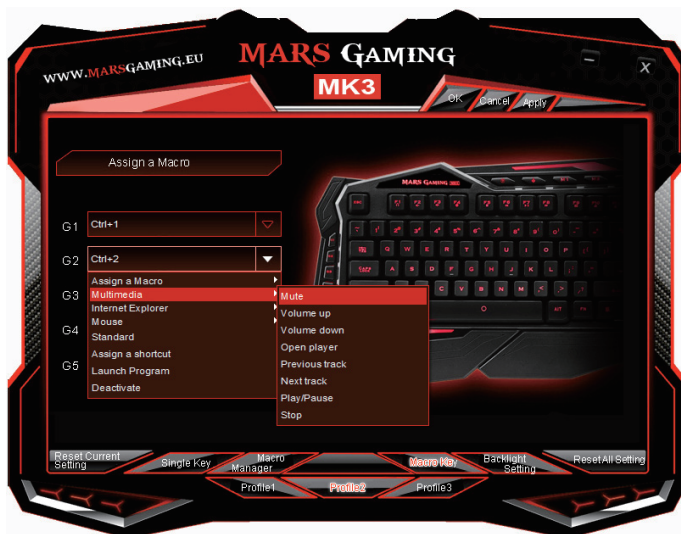 WWW.MARSGAMING.EU
MARS GAMING
MK3
OK
Cancel
Apply
Assign a Macro
G1
Ctrl+1
G2
Ctrl+2
G3
G4
G5
Assign a Macro
Multimedia
Internet Explorer
Mouse
Standard
Assign a shortcut
Launch Program
Deactivate
Mute
Volume up
Volume down
Open player
Previous track
Next track
Play/Pause
Stop
MARS GAMING
Q W E R T Y U I O P
A S D F G H J K L
C V B N M
Reset Current
Setting
Single Key
Macro
Manager
Macro Key
Backlight
Setting
ResetAll Setting
Profile1
Profile2
Profile3